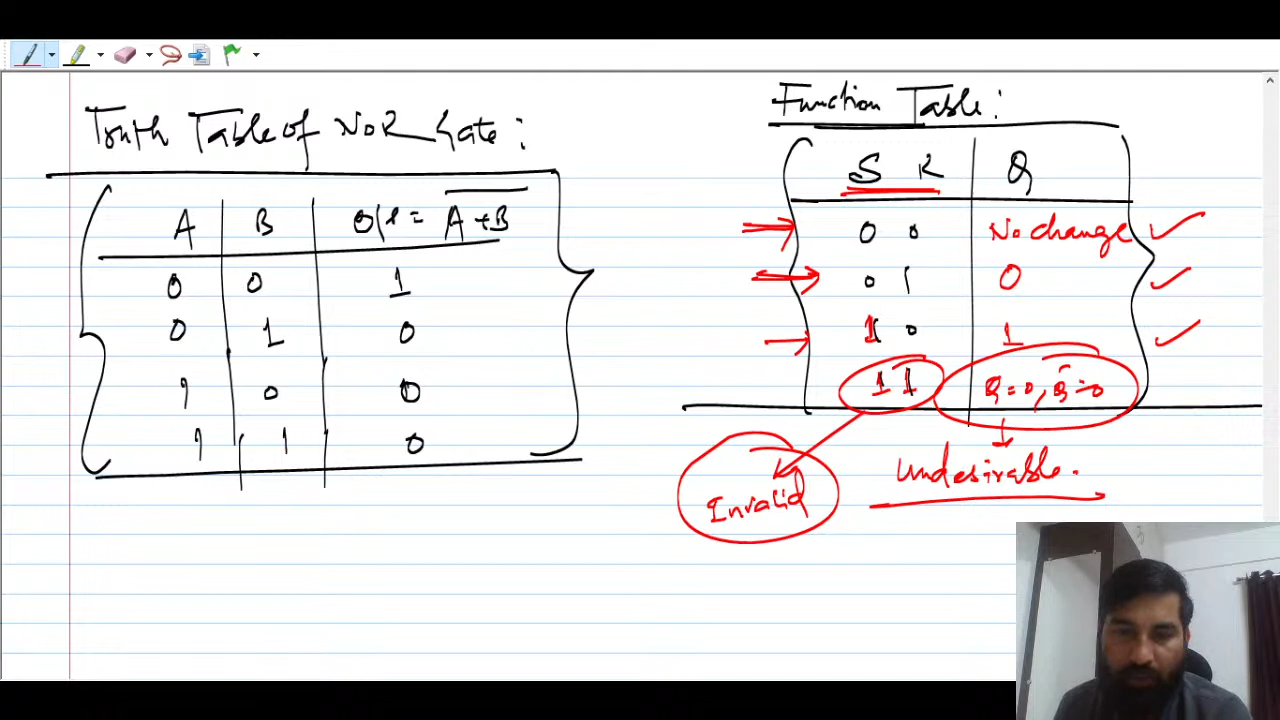 Truth Table of NOR Gate:
A B O/P = \overline{A+B}
0 0 1
0 1 0
1 0 0
1 1 0
Function Table:
S R Q
0 0 No change ✓
0 1 0 ✓
1 0 1 ✓
1 1 Q=0, Q̅=0
Invalid
Undesirable.